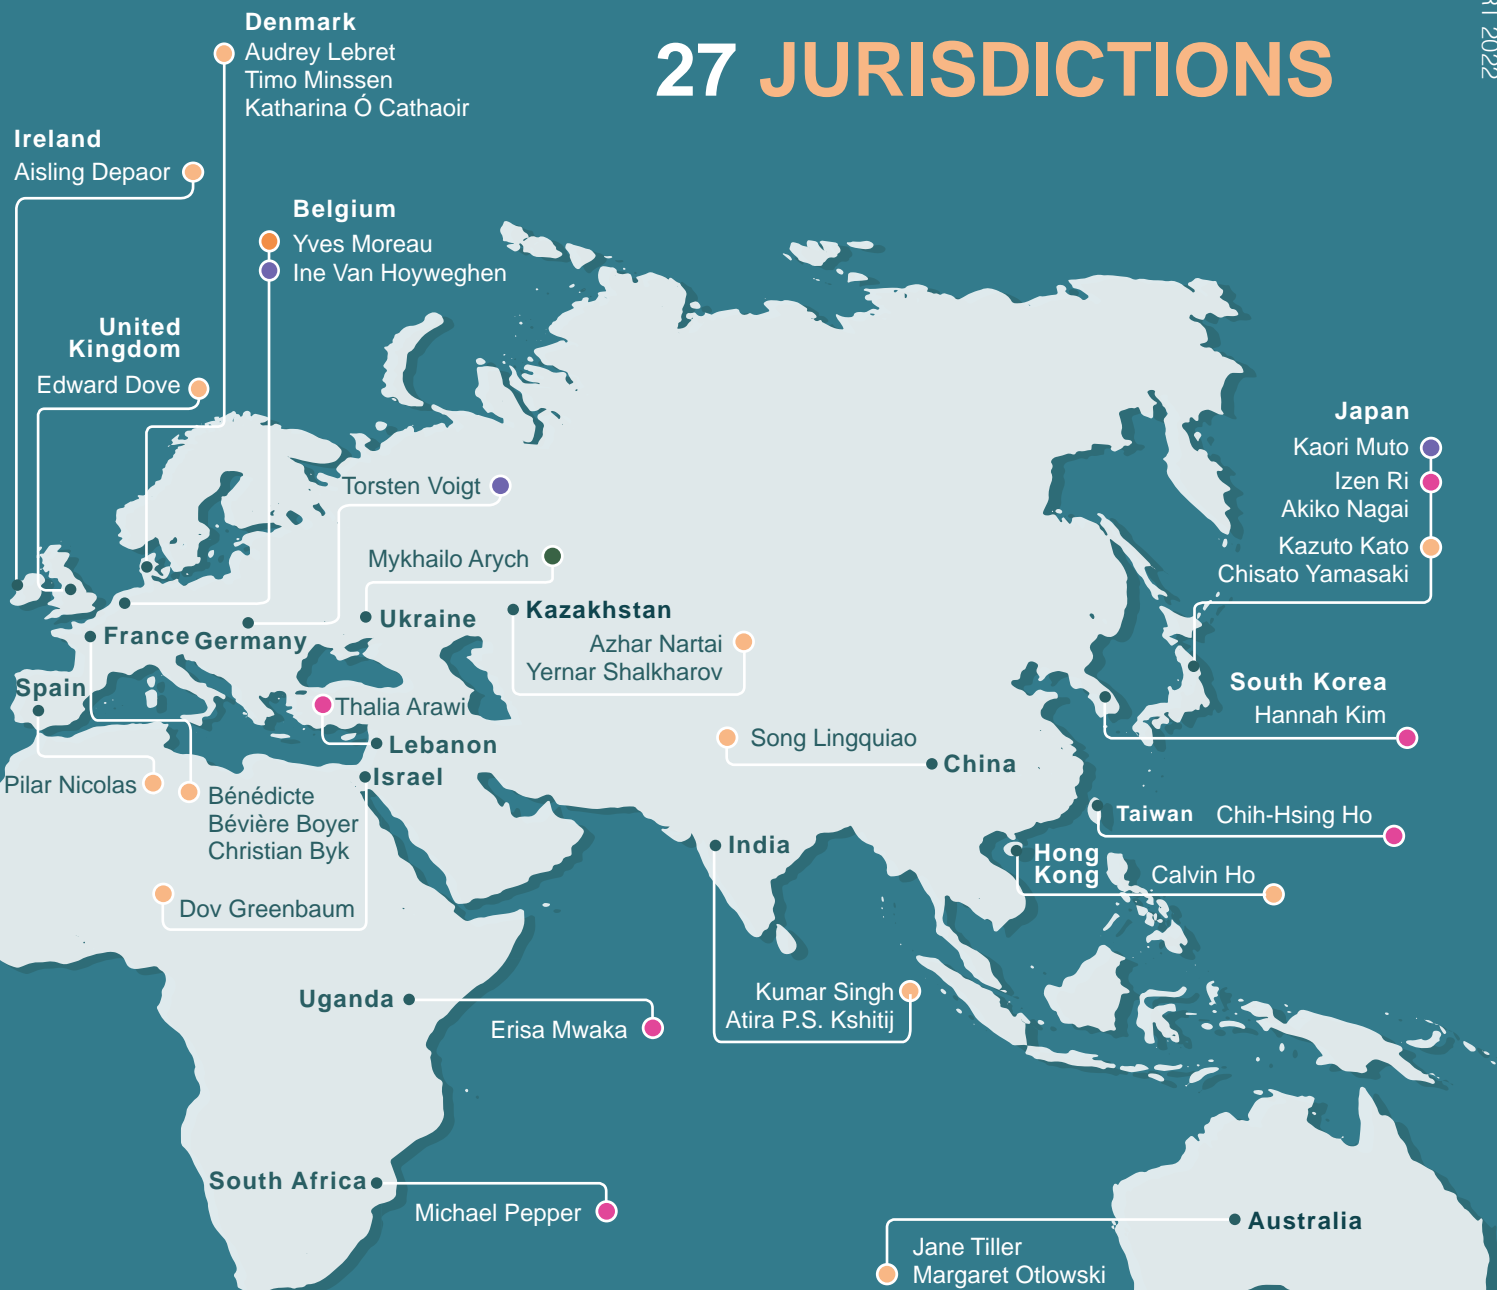 27 JURISDICTIONS
RT 2022
Denmark
Audrey Lebret
Timo Minssen
Katharina Ó Cathaoir
Ireland
Aisling Depaor
Belgium
Yves Moreau
Ine Van Hoyweghen
United
Kingdom
Edward Dove
Japan
Kaori Muto
Izen Ri
Akiko Nagai
Kazuto Kato
Chisato Yamasaki
Torsten Voigt
Mykhailo Arych
Ukraine
Kazakhstan
Azhar Nartai
Yernar Shalkharov
France
Germany
Spain
Thalia Arawi
Lebanon
Israel
Song Lingquiao
China
South Korea
Hannah Kim
Pilar Nicolas
Bénédicte
Bévière Boyer
Christian Byk
Taiwan
Chih-Hsing Ho
India
Hong
Kong
Calvin Ho
Dov Greenbaum
Uganda
Erisa Mwaka
Kumar Singh
Atira P.S. Kshitij
South Africa
Michael Pepper
Australia
Jane Tiller
Margaret Otlowski